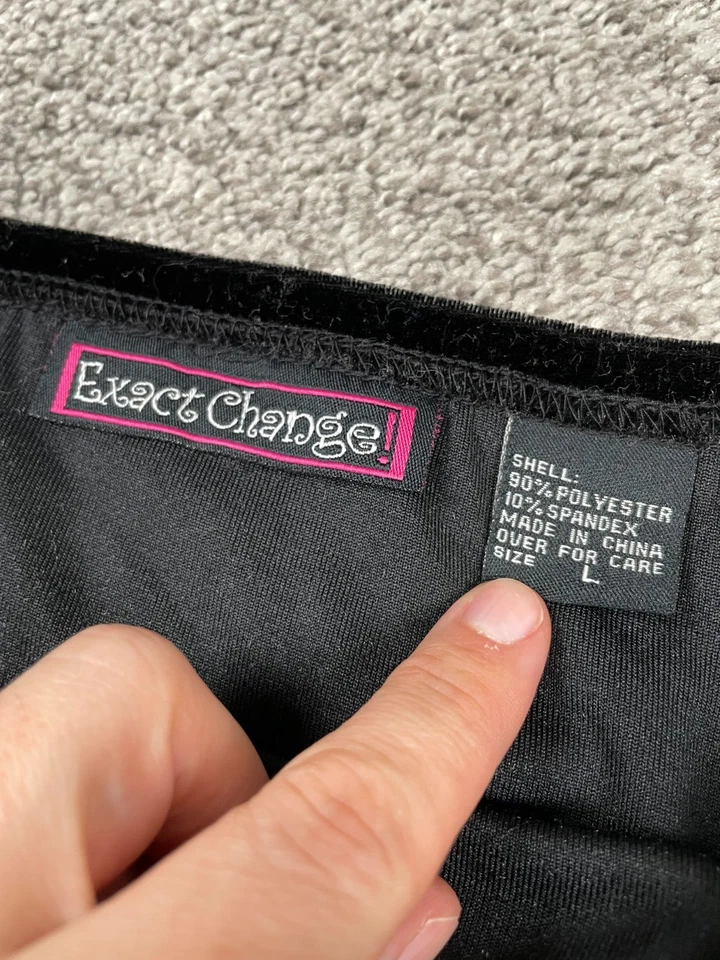 Exact Change!
SHELL:
90% POLYESTER
10% SPANDEX
MADE IN CHINA
OVER FOR CARE
SIZE L